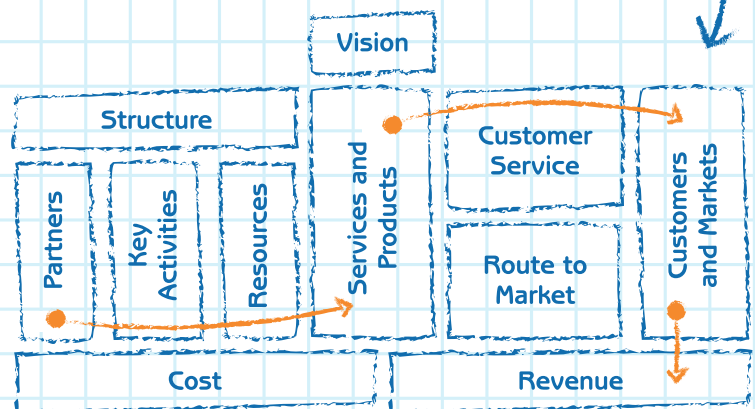 Vision
Structure
Partners
Key
Activities
Resources
Services and
Products
Customer
Service
Route to
Market
Customers
and Markets
Cost
Revenue